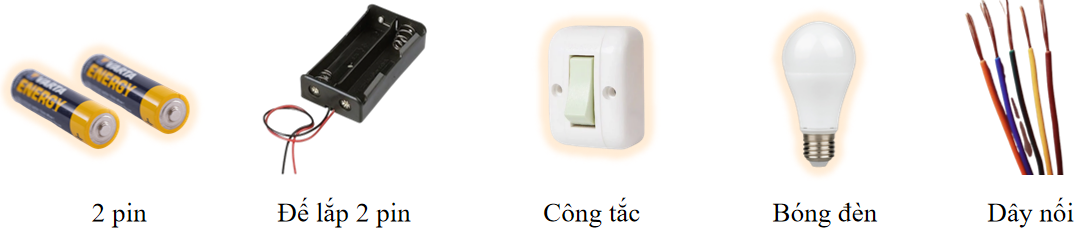 VARTA
ENERGY
VARTA
ENERGY
2 pin
Đế lắp 2 pin
Công tắc
Bóng đèn
Dây nối